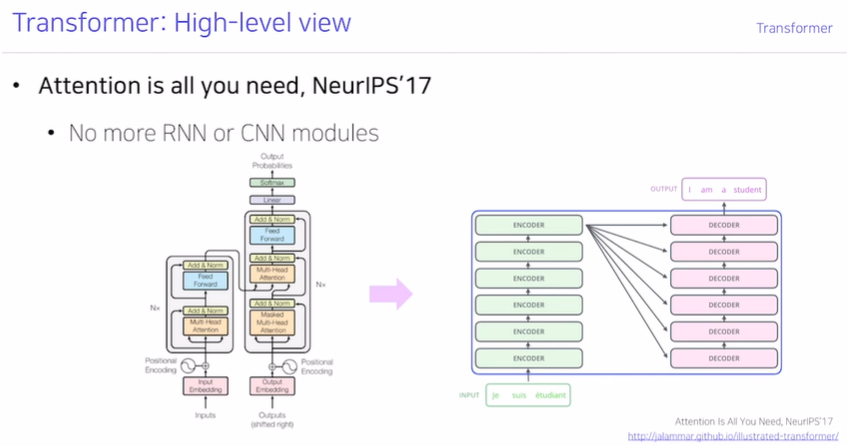 Transformer: High-level view
Transformer
• Attention is all you need, NeurIPS'17
• No more RNN or CNN modules
Output
Probabilities
Softmax
Linear
Add & Norm
Feed
Forward
Add & Norm
Multi-Head
Attention
Nx
Add & Norm
Masked
Multi-Head
Attention
Add & Norm
Feed
Forward
Nx
Add & Norm
Multi-Head
Attention
Positional
Encoding
Positional
Encoding
Input
Embedding
Output
Embedding
Inputs
Outputs
(shifted right)
OUTPUT I am a student
ENCODER
ENCODER
ENCODER
ENCODER
ENCODER
ENCODER
DECODER
DECODER
DECODER
DECODER
DECODER
DECODER
INPUT Je suis étudiant
Attention Is All You Need, NeurIPS'17
http://jalammar.github.io/illustrated-transformer/